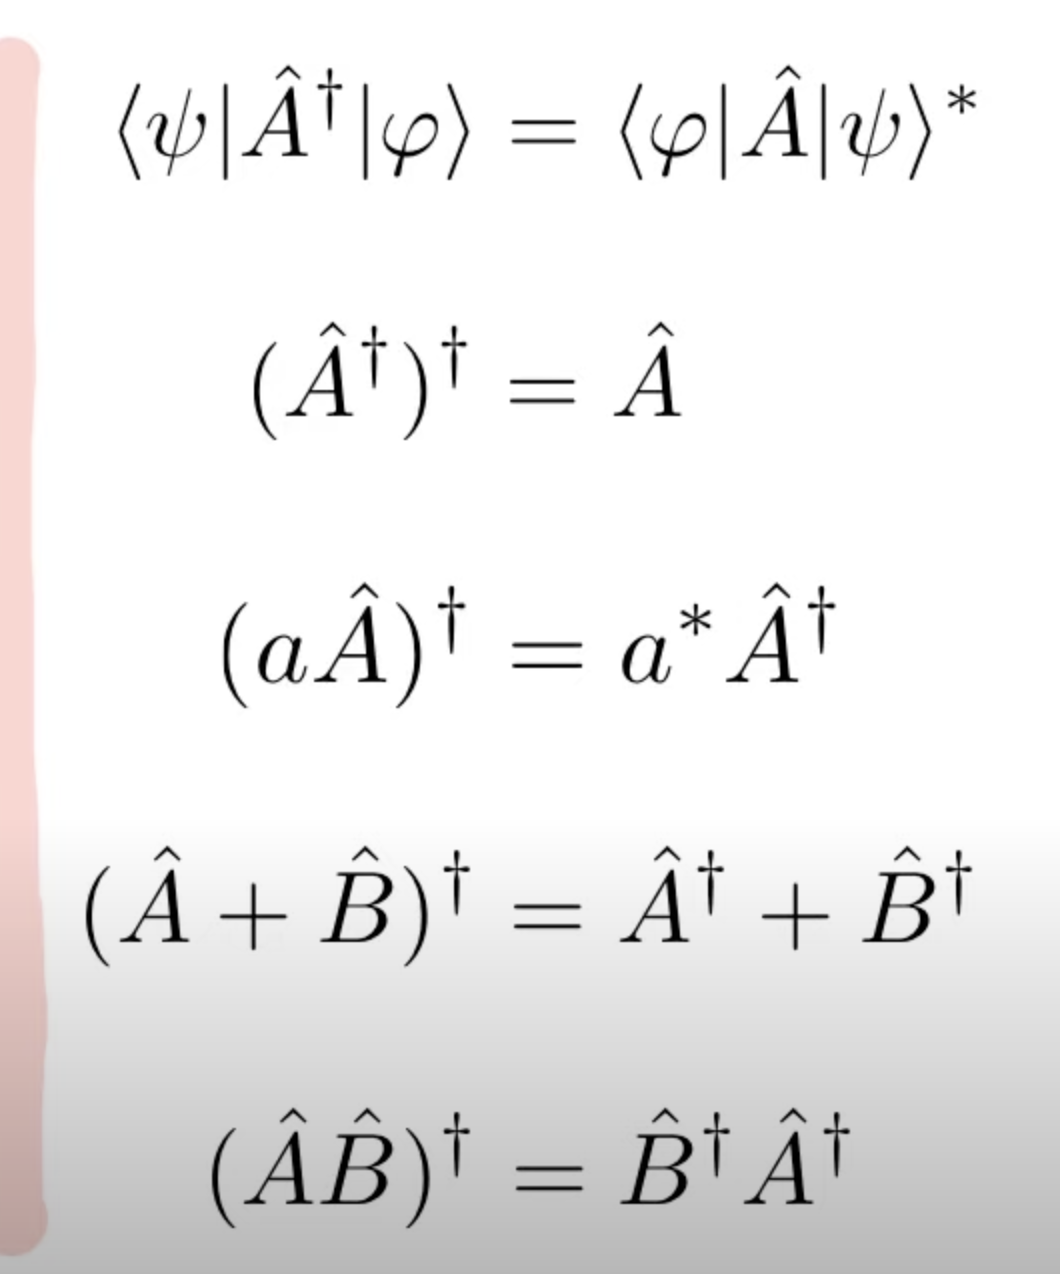 ⟨ψ|Â†|φ⟩ = ⟨φ|Â|ψ⟩*
(Â†)† = Â
(aÂ)† = a*Â†
(Â + B̂)† = Â† + B̂†
(ÂB̂)† = B̂†Â†